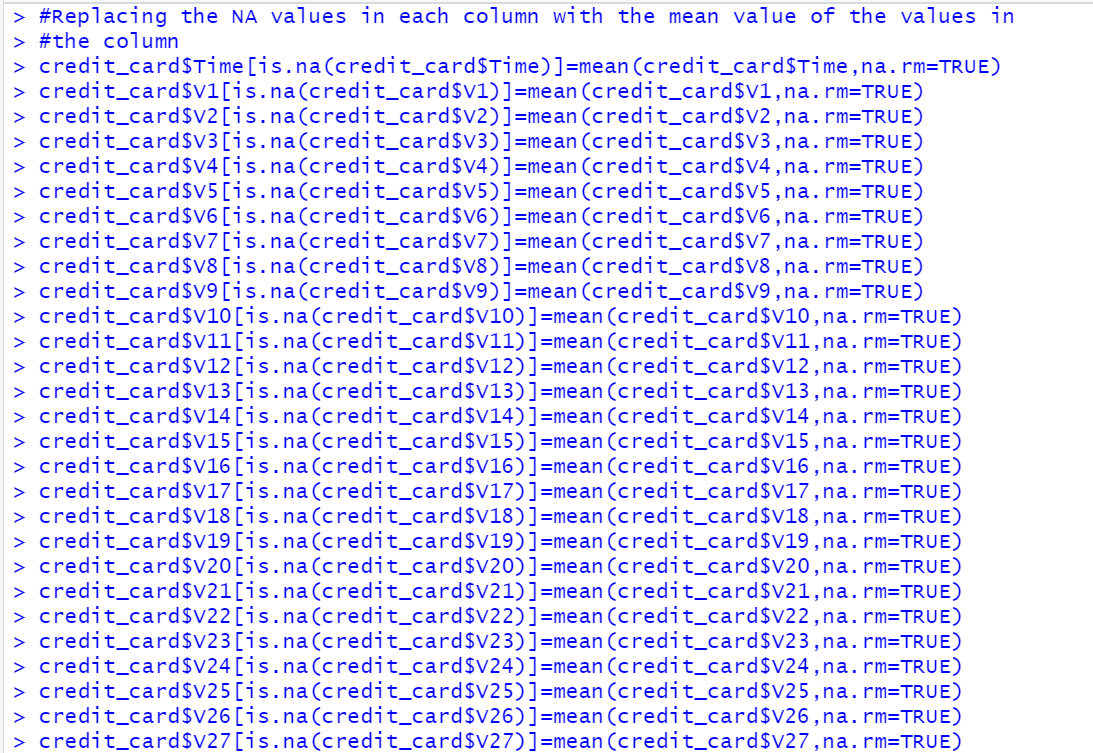 > #Replacing the NA values in each column with the mean value of the values in
> #the column
> credit_card$Time[is.na(credit_card$Time)]=mean(credit_card$Time,na.rm=TRUE)
> credit_card$V1[is.na(credit_card$V1)]=mean(credit_card$V1,na.rm=TRUE)
> credit_card$V2[is.na(credit_card$V2)]=mean(credit_card$V2,na.rm=TRUE)
> credit_card$V3[is.na(credit_card$V3)]=mean(credit_card$V3,na.rm=TRUE)
> credit_card$V4[is.na(credit_card$V4)]=mean(credit_card$V4,na.rm=TRUE)
> credit_card$V5[is.na(credit_card$V5)]=mean(credit_card$V5,na.rm=TRUE)
> credit_card$V6[is.na(credit_card$V6)]=mean(credit_card$V6,na.rm=TRUE)
> credit_card$V7[is.na(credit_card$V7)]=mean(credit_card$V7,na.rm=TRUE)
> credit_card$V8[is.na(credit_card$V8)]=mean(credit_card$V8,na.rm=TRUE)
> credit_card$V9[is.na(credit_card$V9)]=mean(credit_card$V9,na.rm=TRUE)
> credit_card$V10[is.na(credit_card$V10)]=mean(credit_card$V10,na.rm=TRUE)
> credit_card$V11[is.na(credit_card$V11)]=mean(credit_card$V11,na.rm=TRUE)
> credit_card$V12[is.na(credit_card$V12)]=mean(credit_card$V12,na.rm=TRUE)
> credit_card$V13[is.na(credit_card$V13)]=mean(credit_card$V13,na.rm=TRUE)
> credit_card$V14[is.na(credit_card$V14)]=mean(credit_card$V14,na.rm=TRUE)
> credit_card$V15[is.na(credit_card$V15)]=mean(credit_card$V15,na.rm=TRUE)
> credit_card$V16[is.na(credit_card$V16)]=mean(credit_card$V16,na.rm=TRUE)
> credit_card$V17[is.na(credit_card$V17)]=mean(credit_card$V17,na.rm=TRUE)
> credit_card$V18[is.na(credit_card$V18)]=mean(credit_card$V18,na.rm=TRUE)
> credit_card$V19[is.na(credit_card$V19)]=mean(credit_card$V19,na.rm=TRUE)
> credit_card$V20[is.na(credit_card$V20)]=mean(credit_card$V20,na.rm=TRUE)
> credit_card$V21[is.na(credit_card$V21)]=mean(credit_card$V21,na.rm=TRUE)
> credit_card$V22[is.na(credit_card$V22)]=mean(credit_card$V22,na.rm=TRUE)
> credit_card$V23[is.na(credit_card$V23)]=mean(credit_card$V23,na.rm=TRUE)
> credit_card$V24[is.na(credit_card$V24)]=mean(credit_card$V24,na.rm=TRUE)
> credit_card$V25[is.na(credit_card$V25)]=mean(credit_card$V25,na.rm=TRUE)
> credit_card$V26[is.na(credit_card$V26)]=mean(credit_card$V26,na.rm=TRUE)
> credit_card$V27[is.na(credit_card$V27)]=mean(credit_card$V27,na.rm=TRUE)